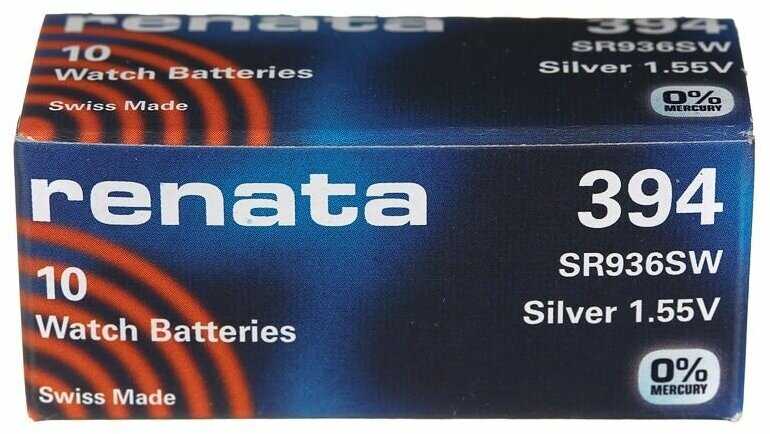 renata
394
10
SR936SW
Watch Batteries
Silver 1.55V
Swiss Made
0%
MERCURY
renata
394
SR936SW
10
Silver 1.55V
Watch Batteries
0%
MERCURY
Swiss Made